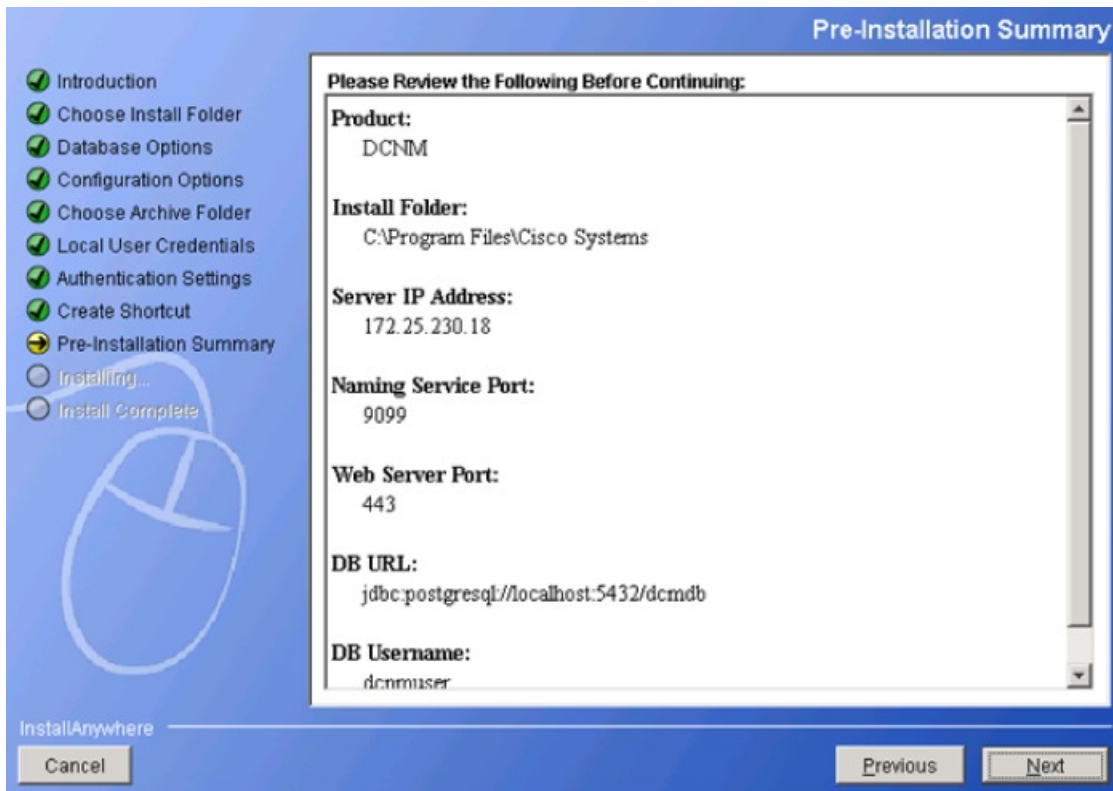 Pre-Installation Summary
Introduction
Choose Install Folder
Database Options
Configuration Options
Choose Archive Folder
Local User Credentials
Authentication Settings
Create Shortcut
Pre-Installation Summary
Installing...
Install Complete
Please Review the Following Before Continuing:
Product:
DCNM
Install Folder:
C:\Program Files\Cisco Systems
Server IP Address:
172.25.230.18
Naming Service Port:
9099
Web Server Port:
443
DB URL:
jdbc:postgresql://localhost:5432/dcmdb
DB Username:
dcnmuser
InstallAnywhere
Cancel
Previous
Next